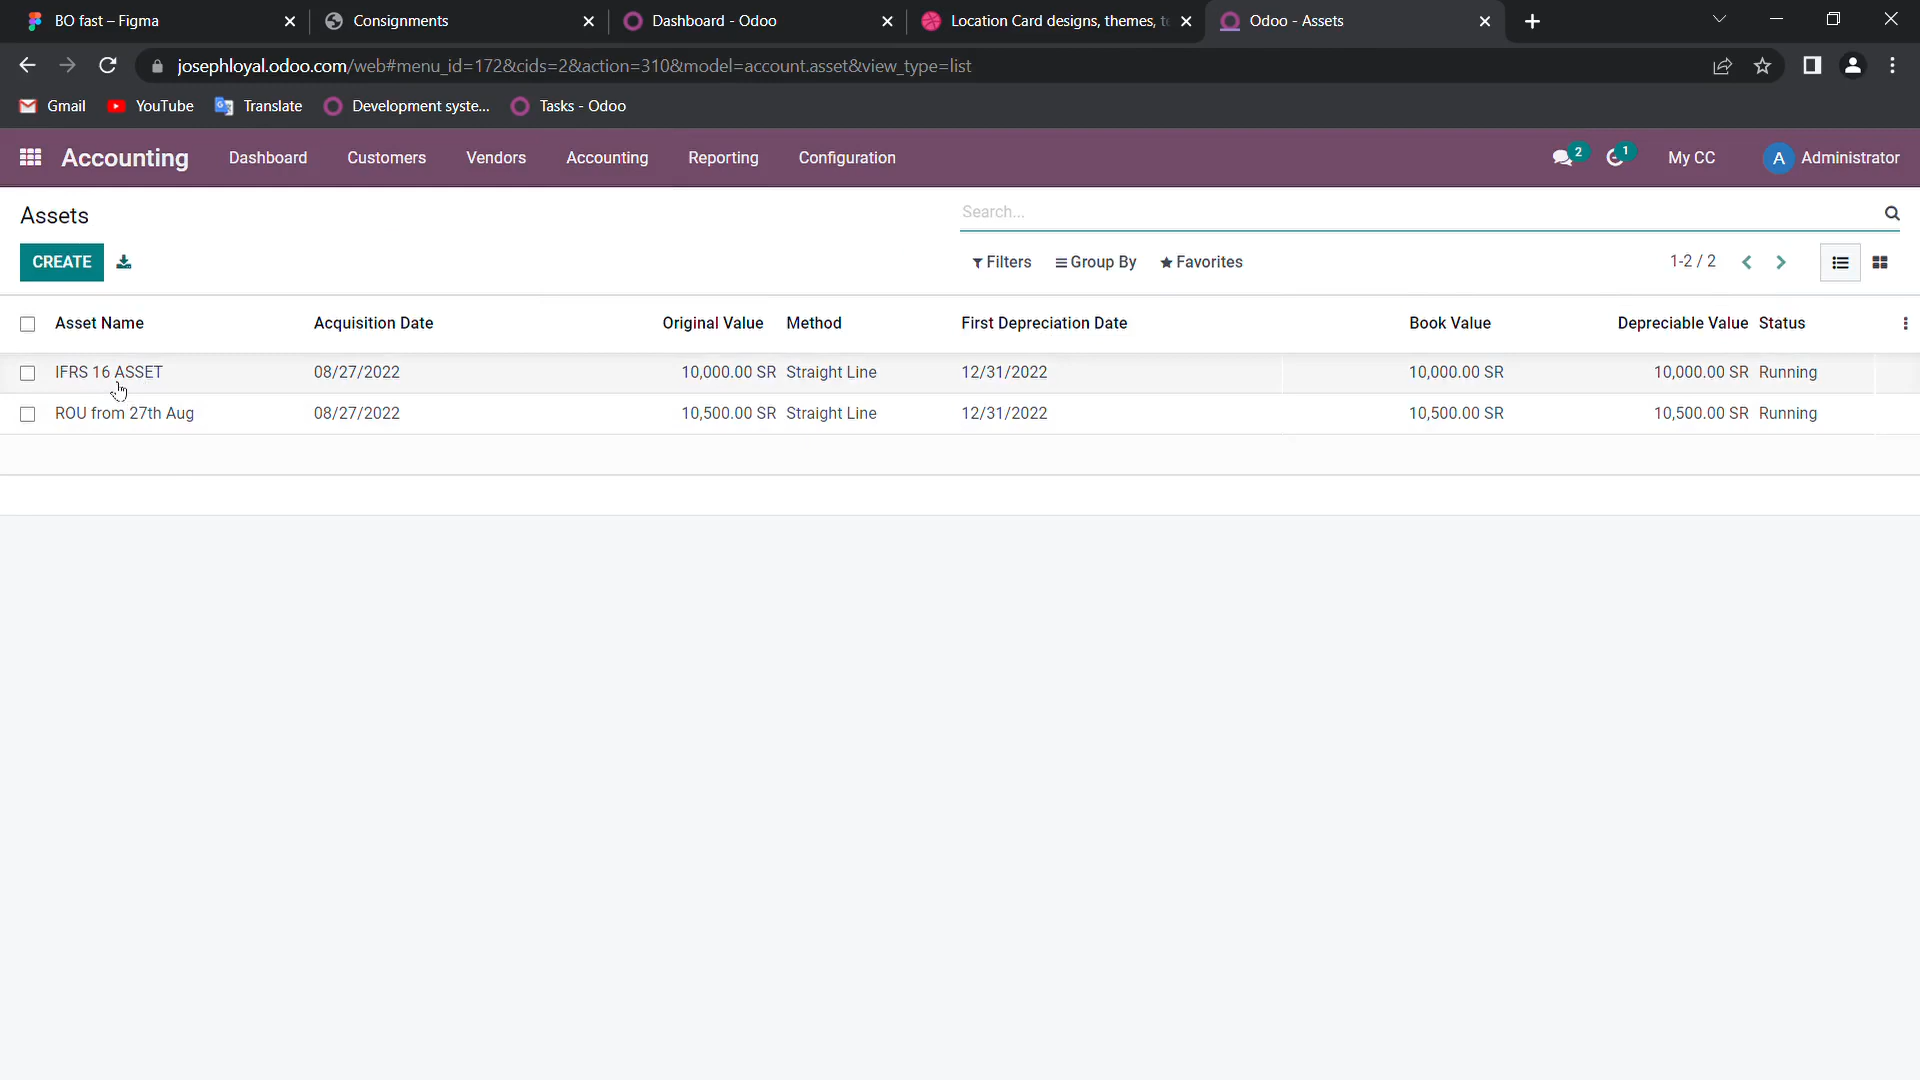 BO fast – Figma
Consignments
Dashboard - Odoo
Location Card designs, themes,
Odoo - Assets
josephloyal.odoo.com/web#menu_id=172&cids=2&action=310&model=account.asset&view_type=list
Gmail YouTube Translate Development syste... Tasks - Odoo
Accounting Dashboard Customers Vendors Accounting Reporting Configuration 2 1 My CC A Administrator
Assets Search...
CREATE Filters Group By Favorites 1-2 / 2
Asset Name Acquisition Date Original Value Method First Depreciation Date Book Value Depreciable Value Status
IFRS 16 ASSET 08/27/2022 10,000.00 SR Straight Line 12/31/2022 10,000.00 SR 10,000.00 SR Running
ROU from 27th Aug 08/27/2022 10,500.00 SR Straight Line 12/31/2022 10,500.00 SR 10,500.00 SR Running